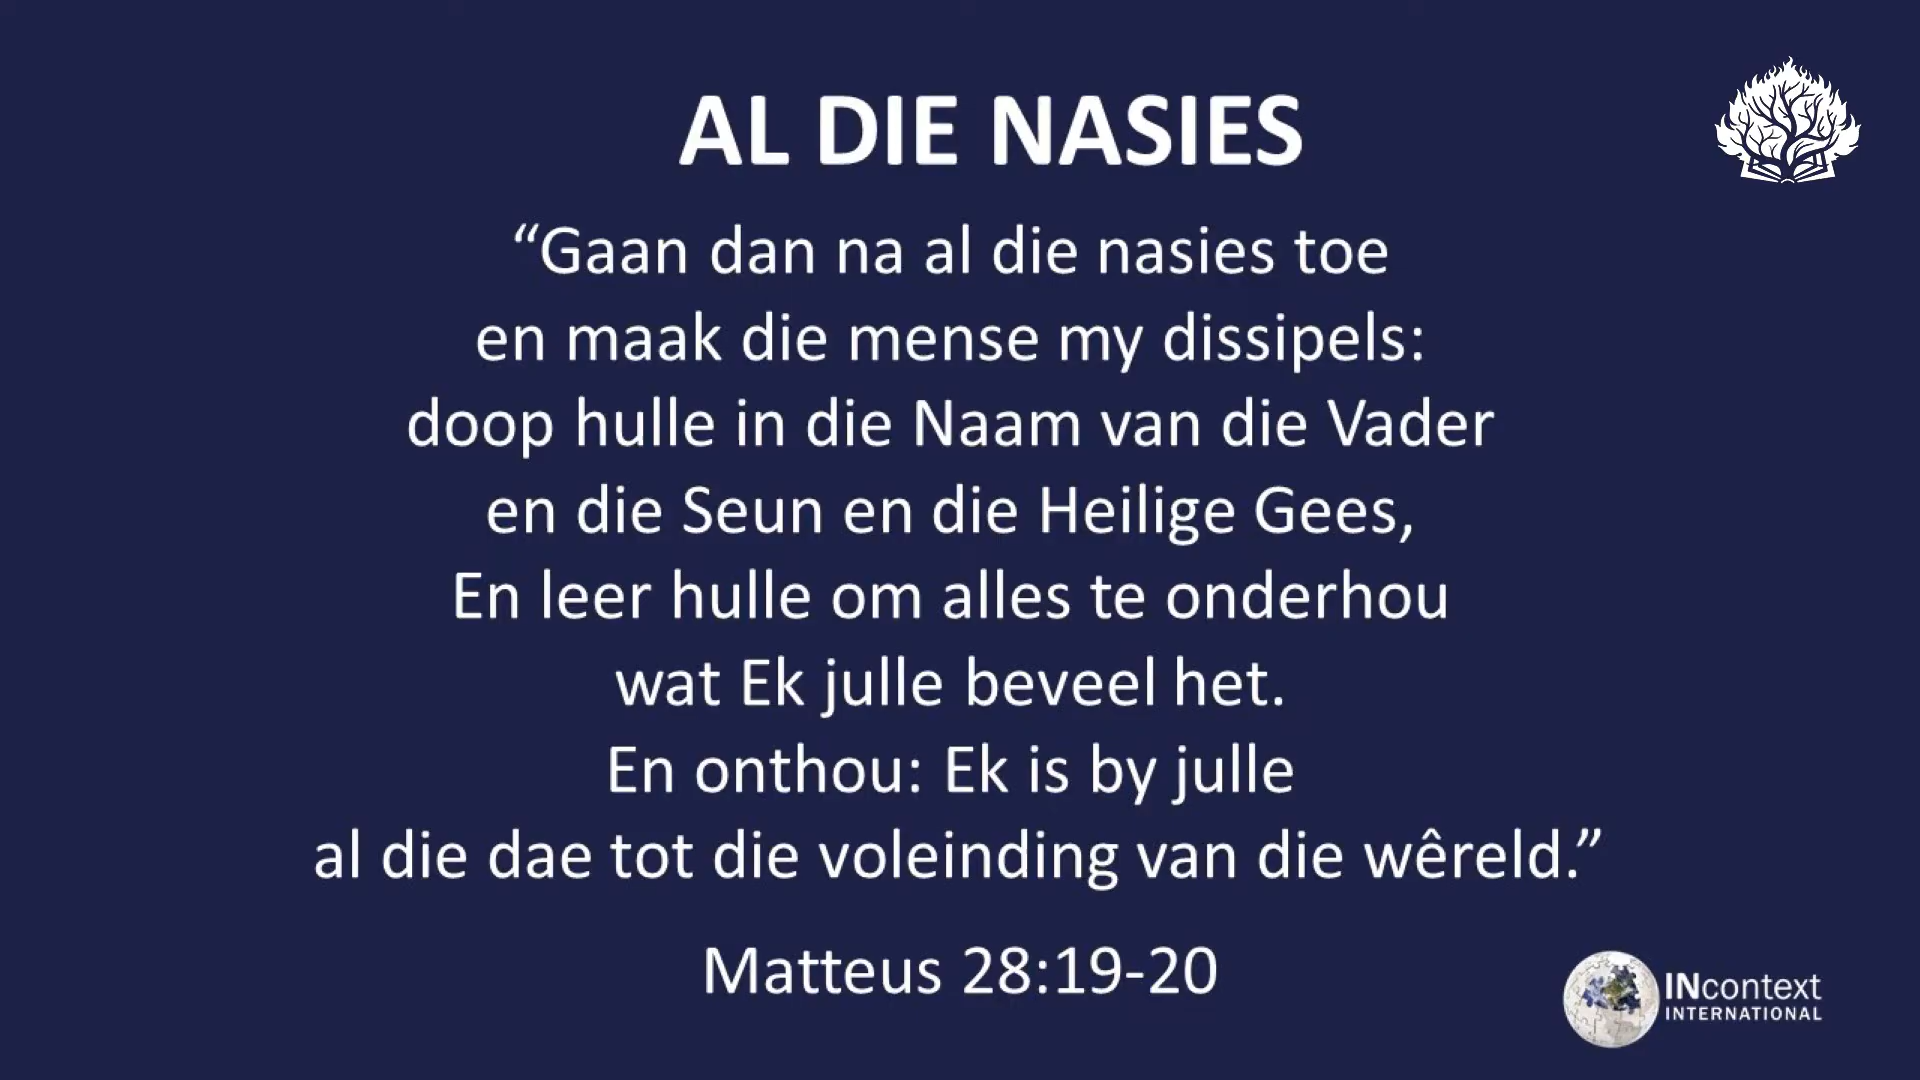 AL DIE NASIES
“Gaan dan na al die nasies toe
en maak die mense my dissipels:
doop hulle in die Naam van die Vader
en die Seun en die Heilige Gees,
En leer hulle om alles te onderhou
wat Ek julle beveel het.
En onthou: Ek is by julle
al die dae tot die voleinding van die wêreld.”
Matteus 28:19-20
INcontext
INTERNATIONAL